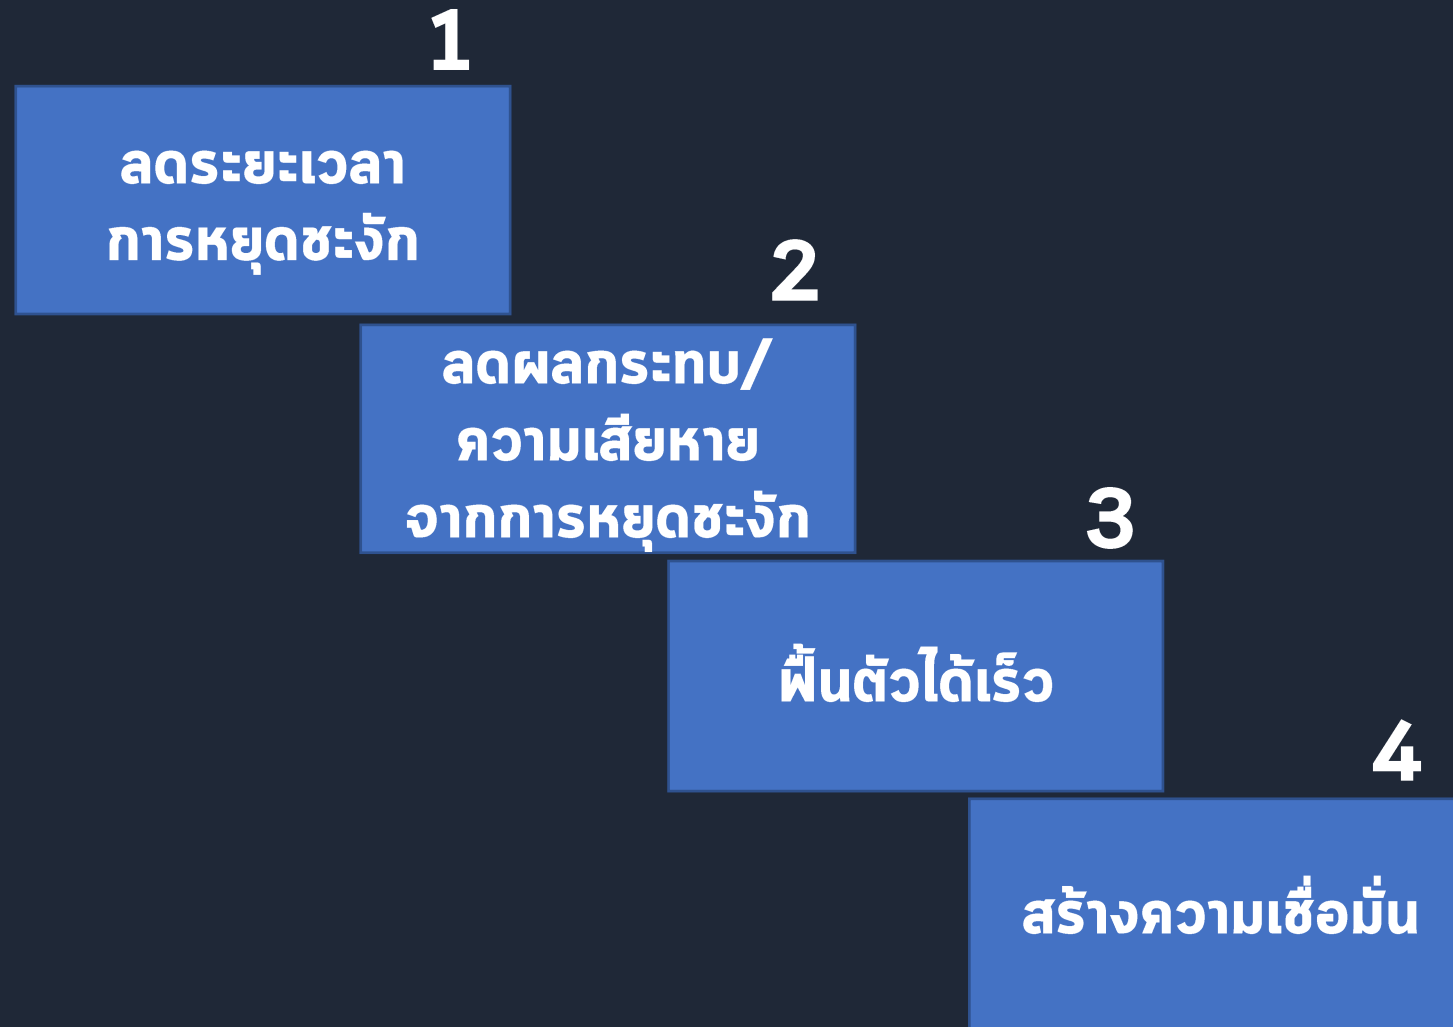 1
ลดระยะเวลา
การหยุดชะงัก
2
ลดผลกระทบ/
ความเสียหาย
จากการหยุดชะงัก
3
ฟื้นตัวได้เร็ว
4
สร้างความเชื่อมั่น